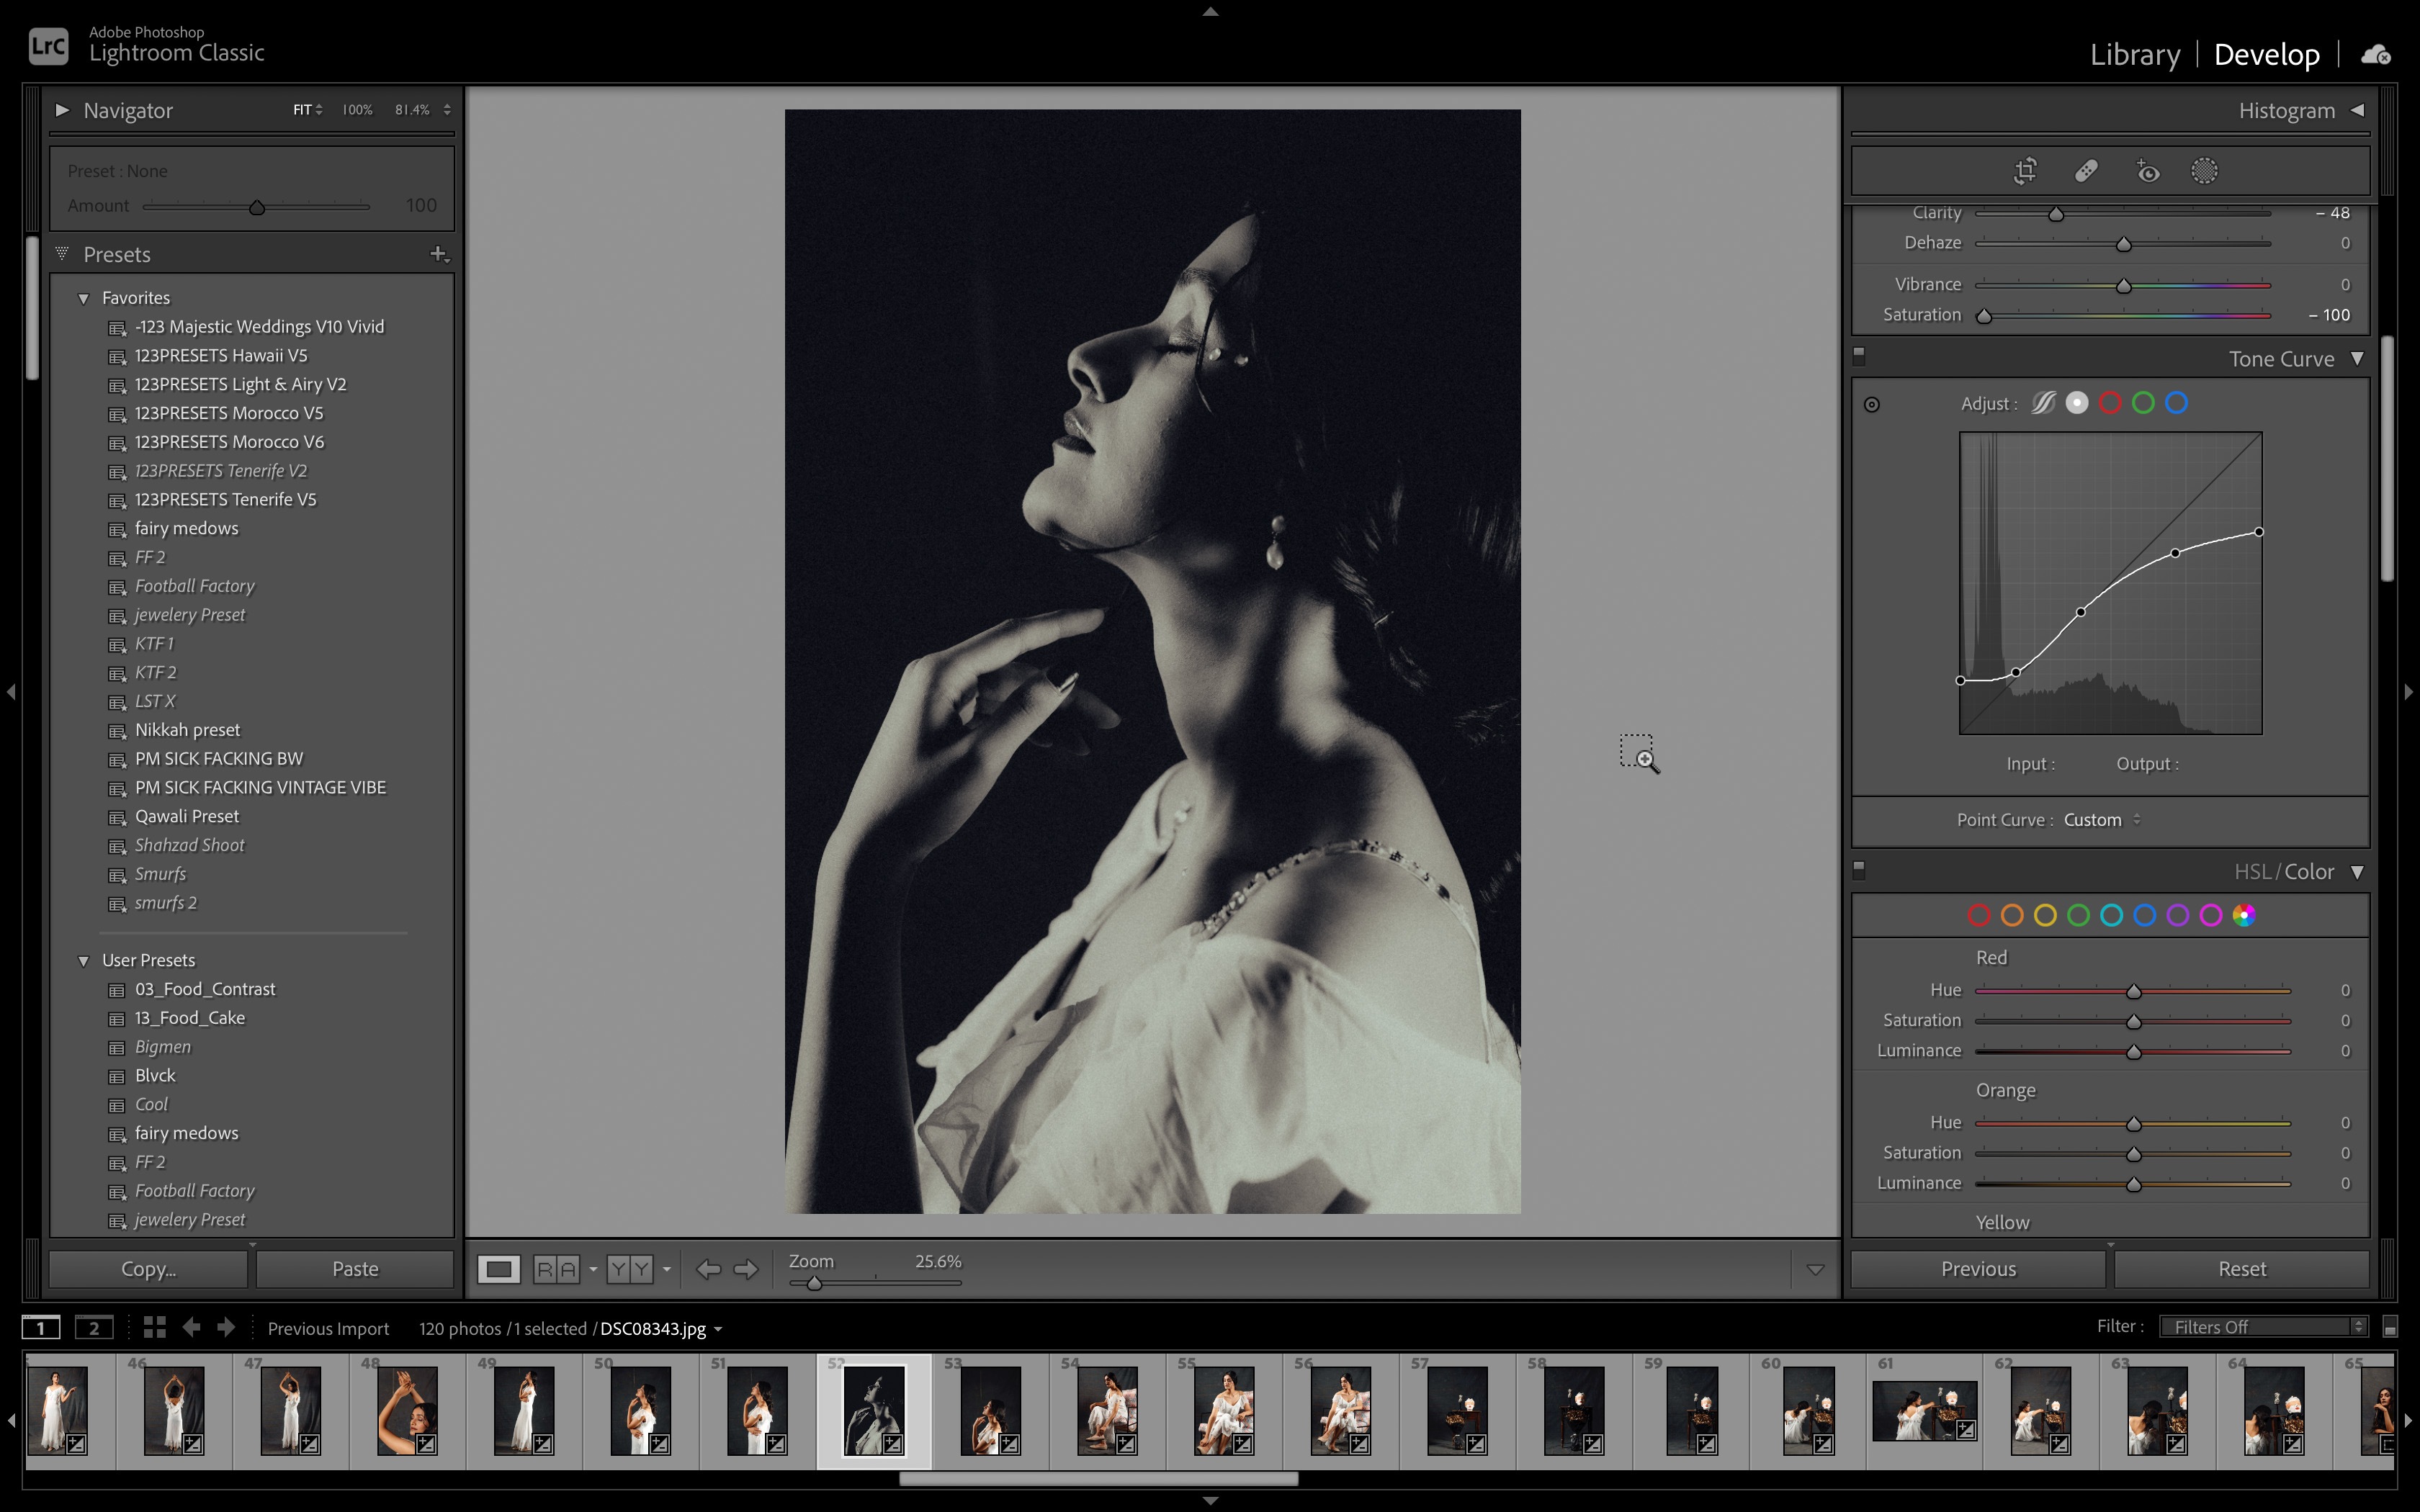 LrC
Adobe Photoshop
Lightroom Classic
Library | Develop
Navigator FIT 100% 81.4%
Preset : None
Amount 100
Presets
Favorites
-123 Majestic Weddings V10 Vivid
123PRESETS Hawaii V5
123PRESETS Light & Airy V2
123PRESETS Morocco V5
123PRESETS Morocco V6
123PRESETS Tenerife V2
123PRESETS Tenerife V5
fairy medows
FF 2
Football Factory
jewelery Preset
KTF 1
KTF 2
LST X
Nikkah preset
PM SICK FACKING BW
PM SICK FACKING VINTAGE VIBE
Qawali Preset
Shahzad Shoot
Smurfs
smurfs 2
User Presets
03_Food_Contrast
13_Food_Cake
Bigmen
Blvck
Cool
fairy medows
FF 2
Football Factory
jewelery Preset
Copy... Paste
R A Y Y Zoom 25.6%
Histogram
Clarity – 48
Dehaze 0
Vibrance 0
Saturation – 100
Tone Curve
Adjust :
Input : Output :
Point Curve : Custom
HSL / Color
Red
Hue 0
Saturation 0
Luminance 0
Orange
Hue 0
Saturation 0
Luminance 0
Yellow
Previous Reset
1 2 Previous Import 120 photos / 1 selected / DSC08343.jpg Filter : Filters Off
46 47 48 49 50 51 52 53 54 55 56 57 58 59 60 61 62 63 64 65